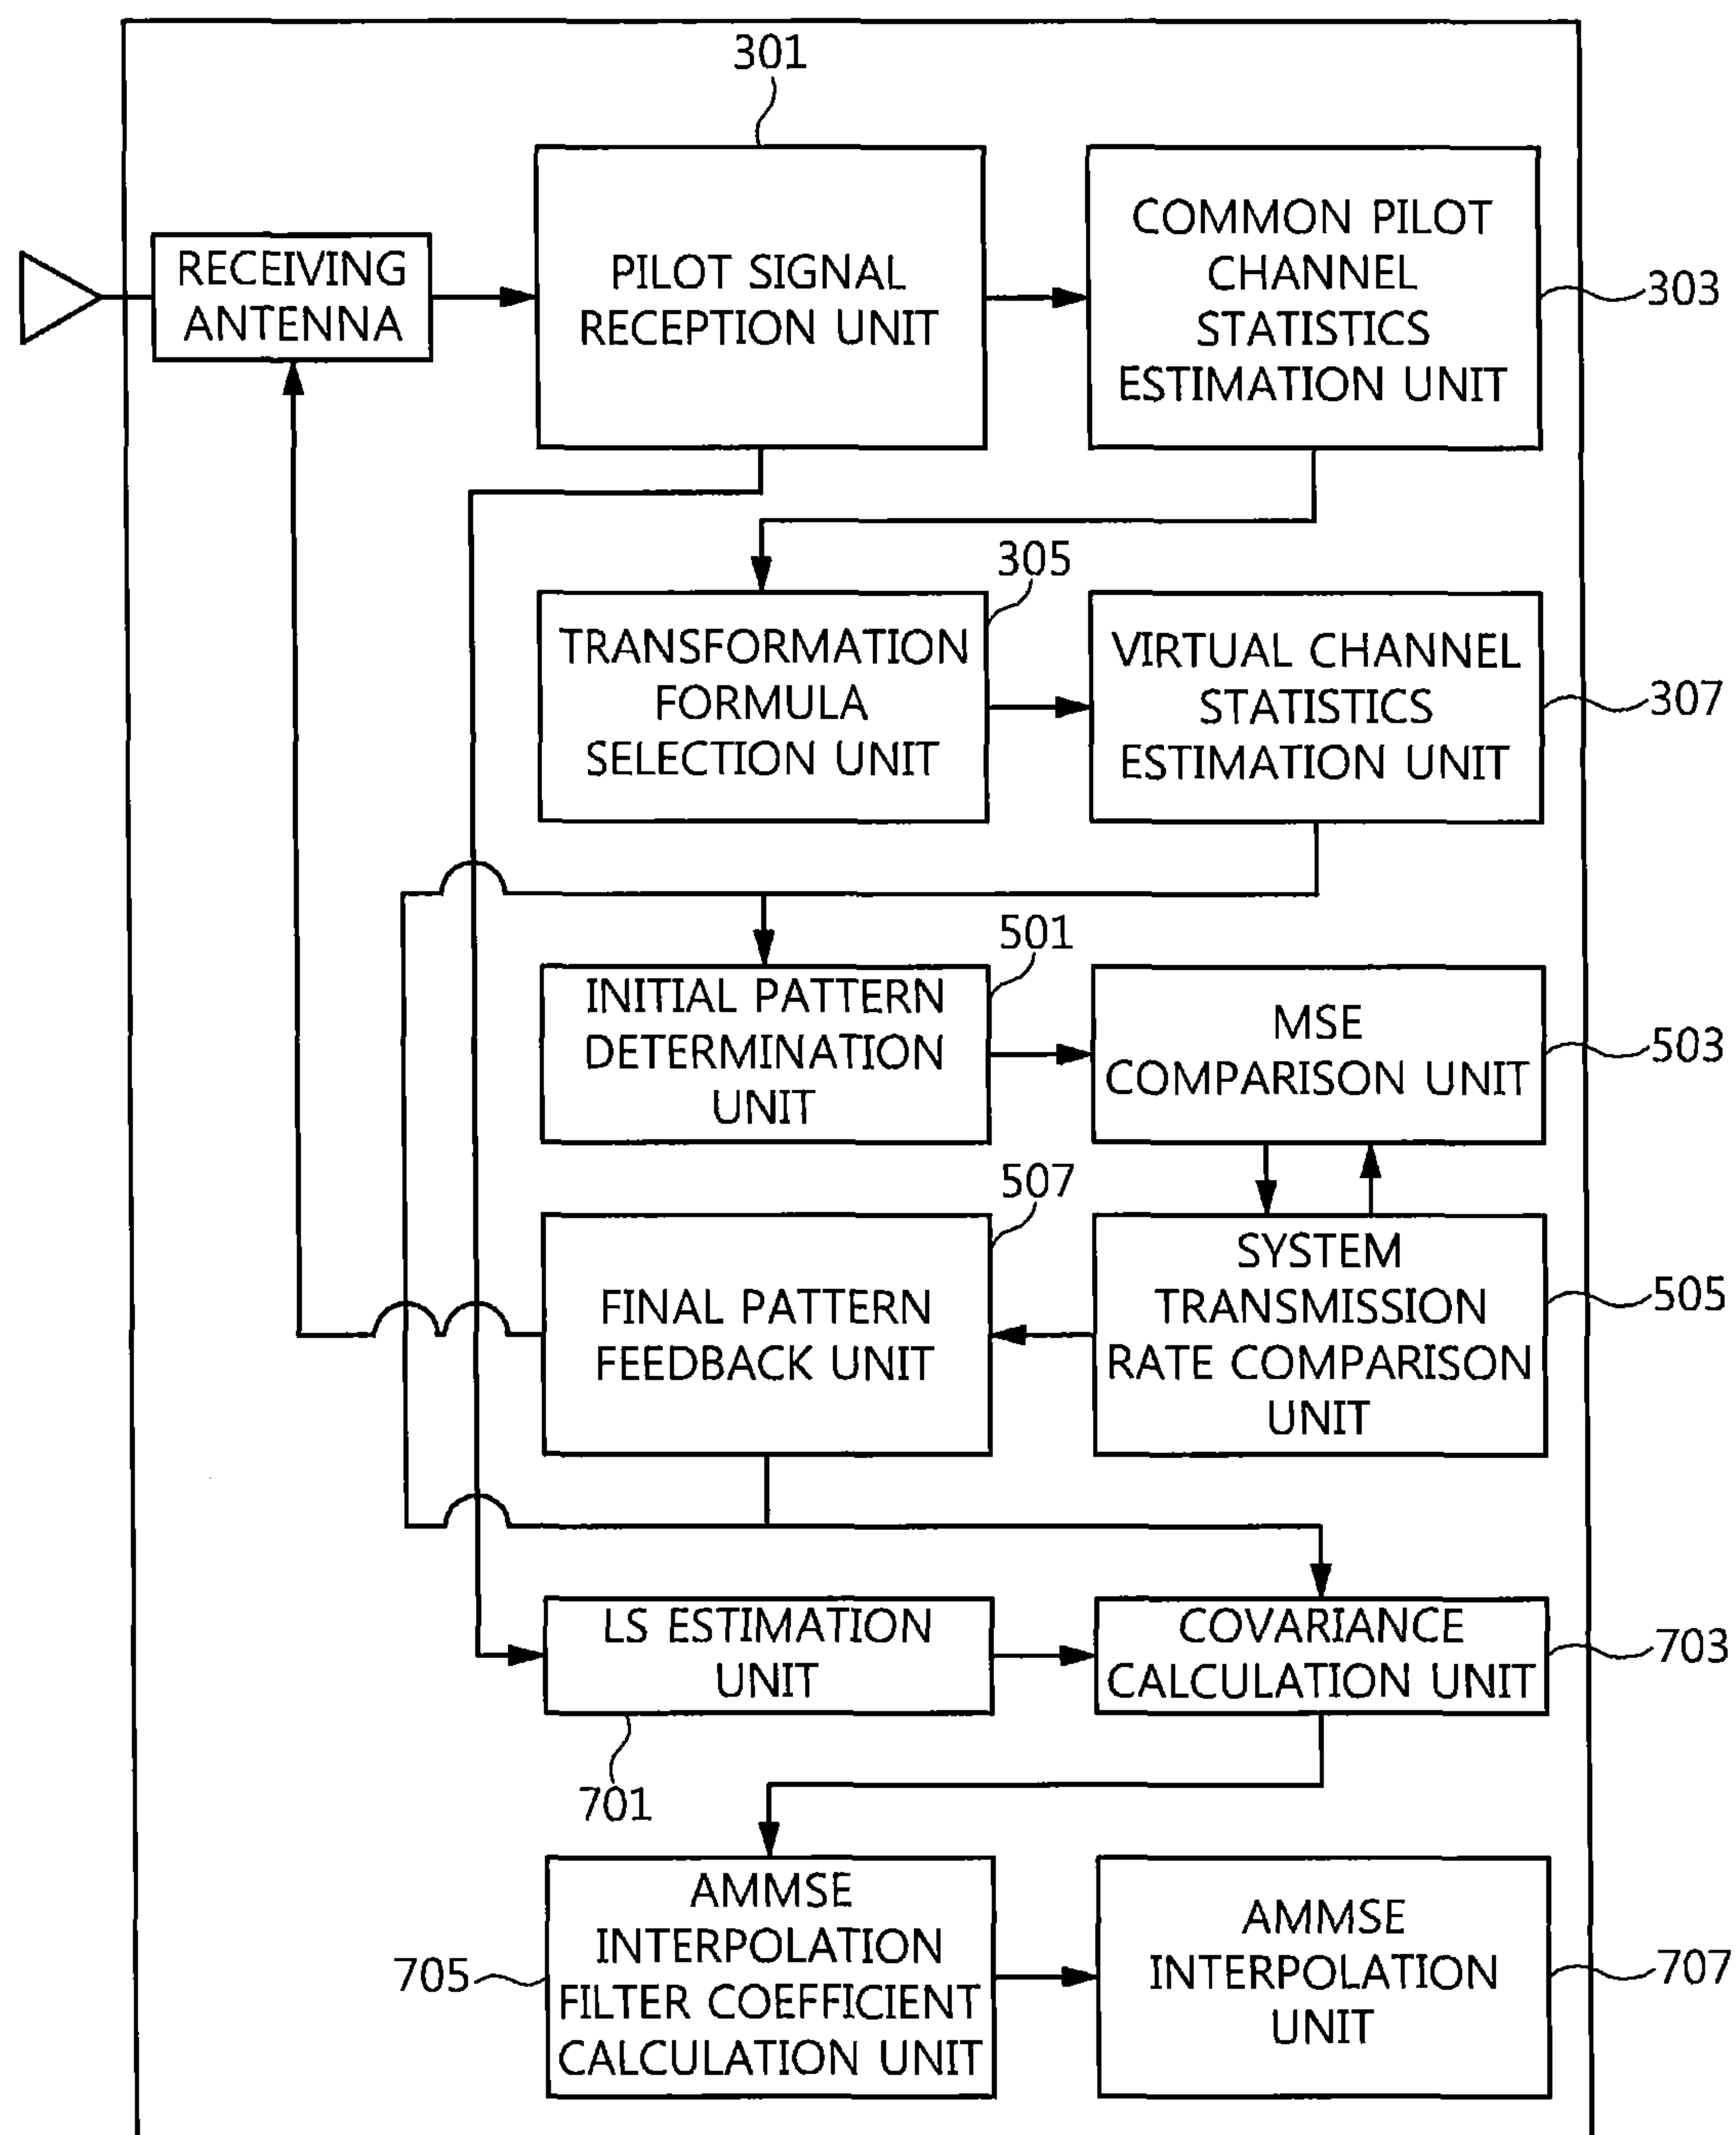 301
RECEIVING
ANTENNA
PILOT SIGNAL
RECEPTION UNIT
COMMON PILOT
CHANNEL
STATISTICS
ESTIMATION UNIT
303
305
TRANSFORMATION
FORMULA
SELECTION UNIT
VIRTUAL CHANNEL
STATISTICS
ESTIMATION UNIT
307
501
INITIAL PATTERN
DETERMINATION
UNIT
MSE
COMPARISON UNIT
503
507
FINAL PATTERN
FEEDBACK UNIT
SYSTEM
TRANSMISSION
RATE COMPARISON
UNIT
505
LS ESTIMATION
UNIT
701
COVARIANCE
CALCULATION UNIT
703
AMMSE
INTERPOLATION
FILTER COEFFICIENT
CALCULATION UNIT
705
AMMSE
INTERPOLATION
UNIT
707